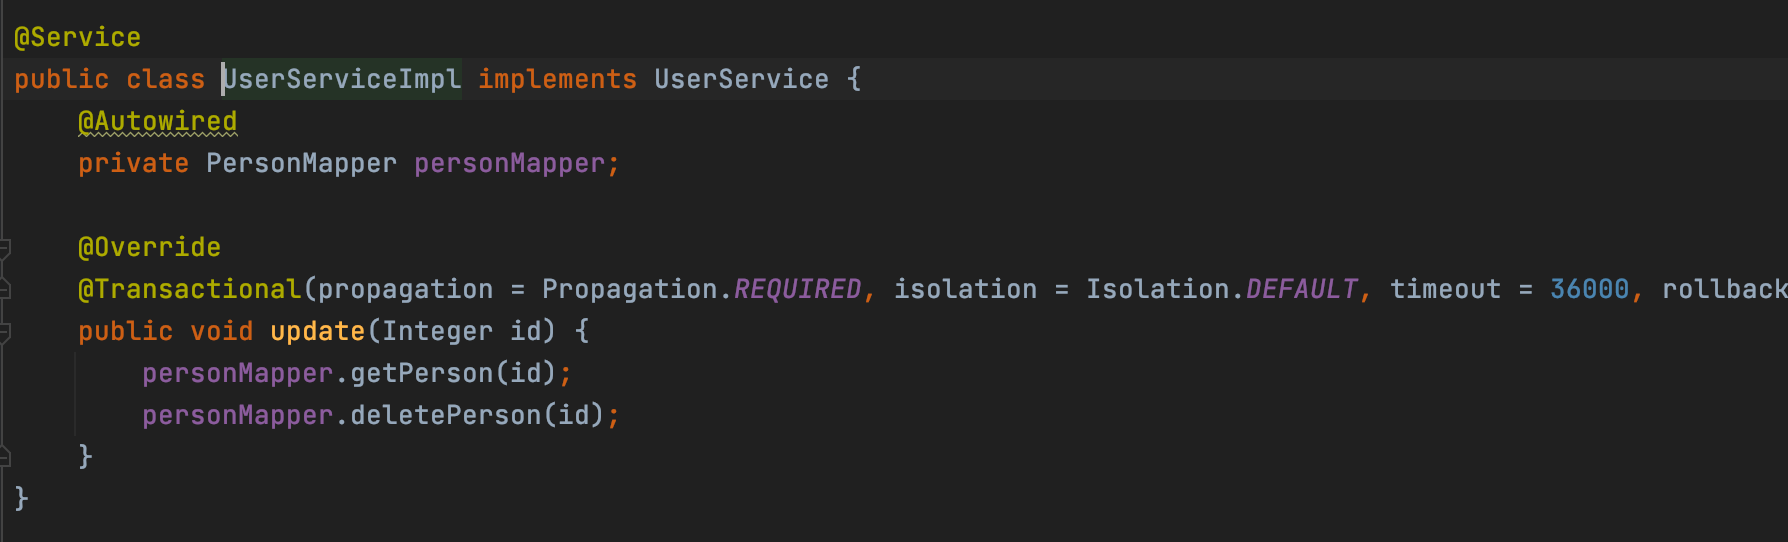 @Service
public class UserServiceImpl implements UserService {
@Autowired
private PersonMapper personMapper;
@Override
@Transactional(propagation = Propagation.REQUIRED, isolation = Isolation.DEFAULT, timeout = 36000, rollback
public void update(Integer id) {
personMapper.getPerson(id);
personMapper.deletePerson(id);
}
}